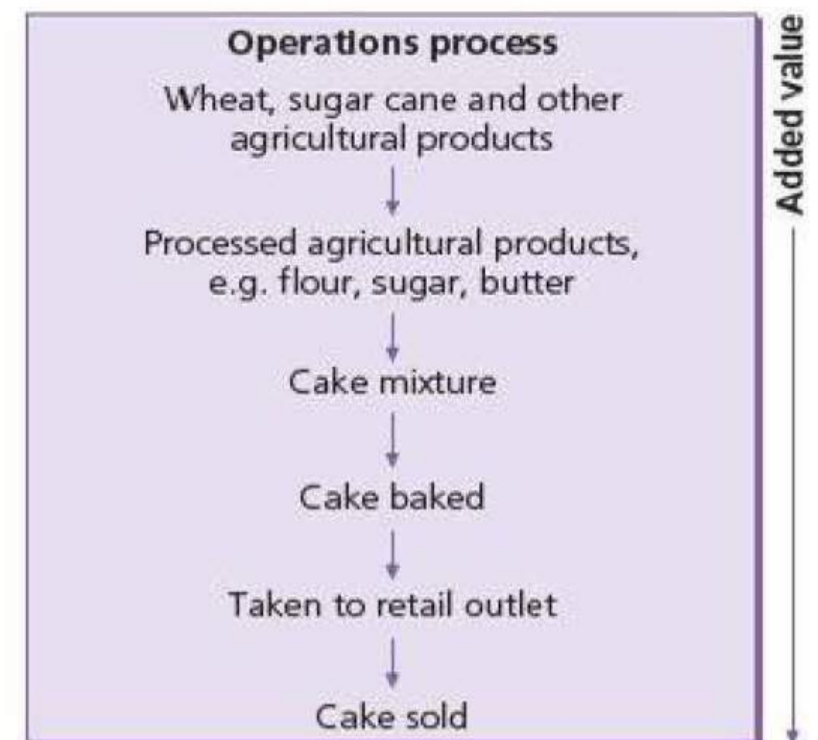 Operations process
Wheat, sugar cane and other
agricultural products
Processed agricultural products,
e.g. flour, sugar, butter
Cake mixture
Cake baked
Taken to retail outlet
Cake sold
Added value